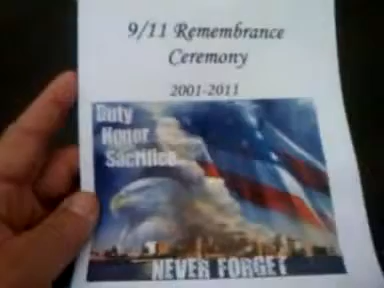 9/11 Remembrance
Ceremony
2001-2011
Duty
Honor
Sacrifice
NEVER FORGET